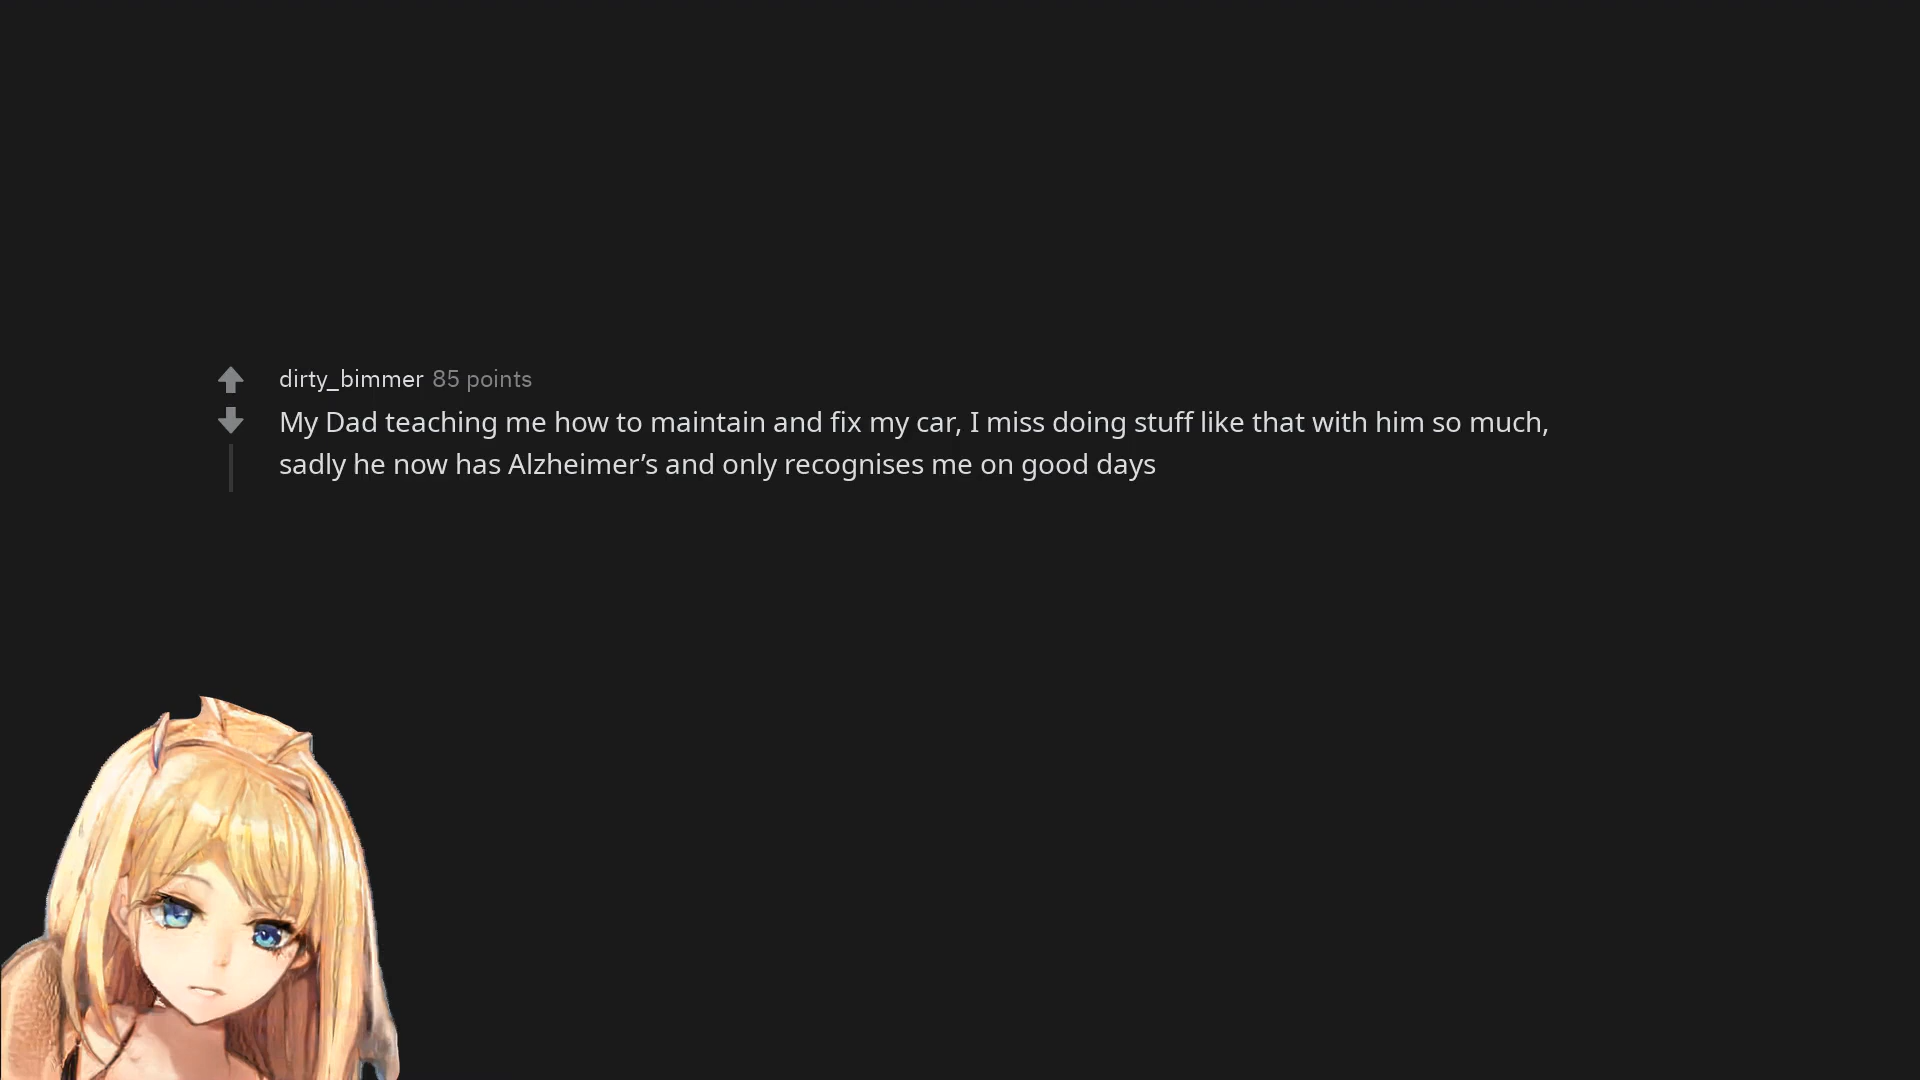 dirty_bimmer 85 points
My Dad teaching me how to maintain and fix my car, I miss doing stuff like that with him so much,
sadly he now has Alzheimer’s and only recognises me on good days